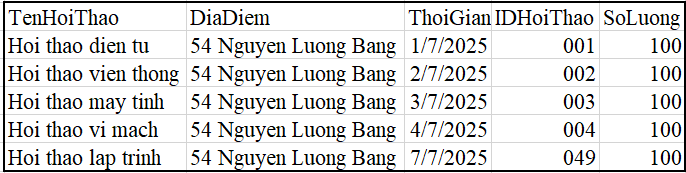 TenHoiThao DiaDiem ThoiGian IDHoiThao SoLuong
Hoi thao dien tu 54 Nguyen Luong Bang 1/7/2025 001 100
Hoi thao vien thong 54 Nguyen Luong Bang 2/7/2025 002 100
Hoi thao may tinh 54 Nguyen Luong Bang 3/7/2025 003 100
Hoi thao vi mach 54 Nguyen Luong Bang 4/7/2025 004 100
Hoi thao lap trinh 54 Nguyen Luong Bang 7/7/2025 049 100